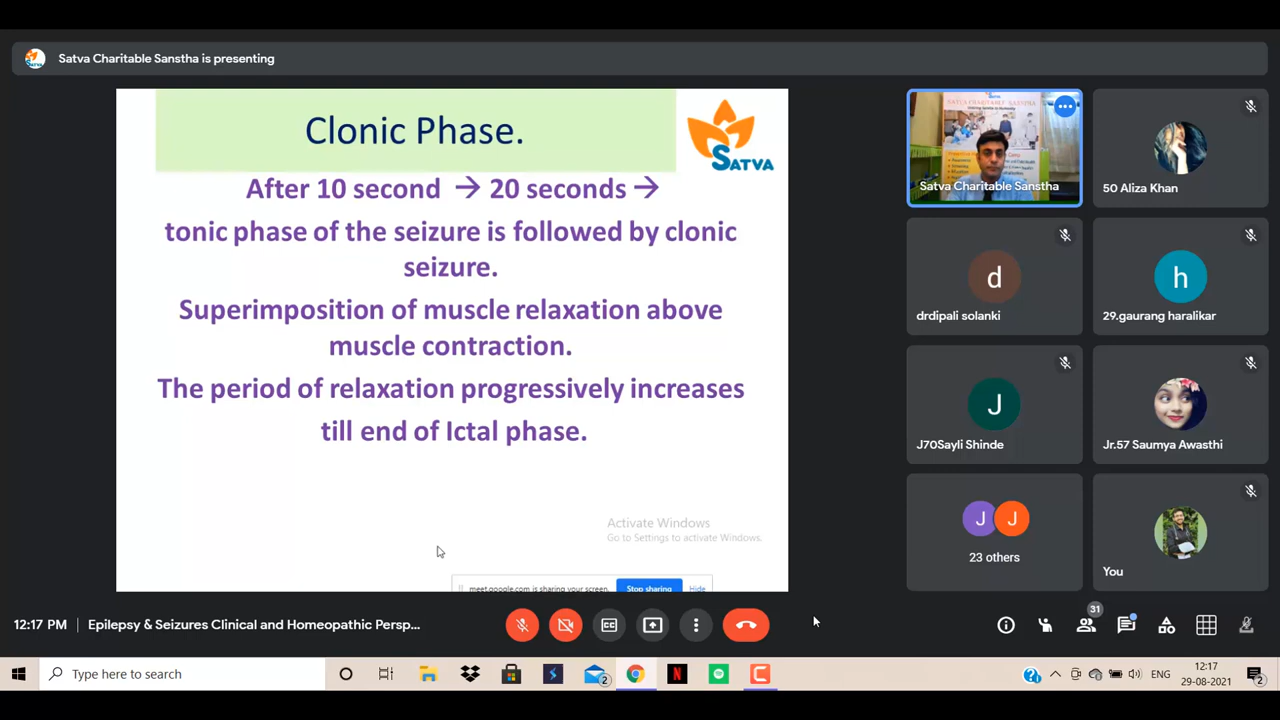 Satva Charitable Sanstha is presenting
Clonic Phase.
SATVA
After 10 second → 20 seconds →
tonic phase of the seizure is followed by clonic
seizure.
Superimposition of muscle relaxation above
muscle contraction.
The period of relaxation progressively increases
till end of Ictal phase.
Activate Windows
Go to Settings to activate Windows.
meet.google.com is sharing your screen.
Stop sharing
Hide
SATVA CHARITABLE SANSTHA
Satva Charitable Sanstha
50 Aliza Khan
d
drdipali solanki
h
29.gaurang haralikar
J
J70Sayli Shinde
Jr.57 Saumya Awasthi
J
J
23 others
You
12:17 PM
Epilepsy & Seizures Clinical and Homeopathic Persp...
31
Type here to search
2
ENG
12:17
29-08-2021
2